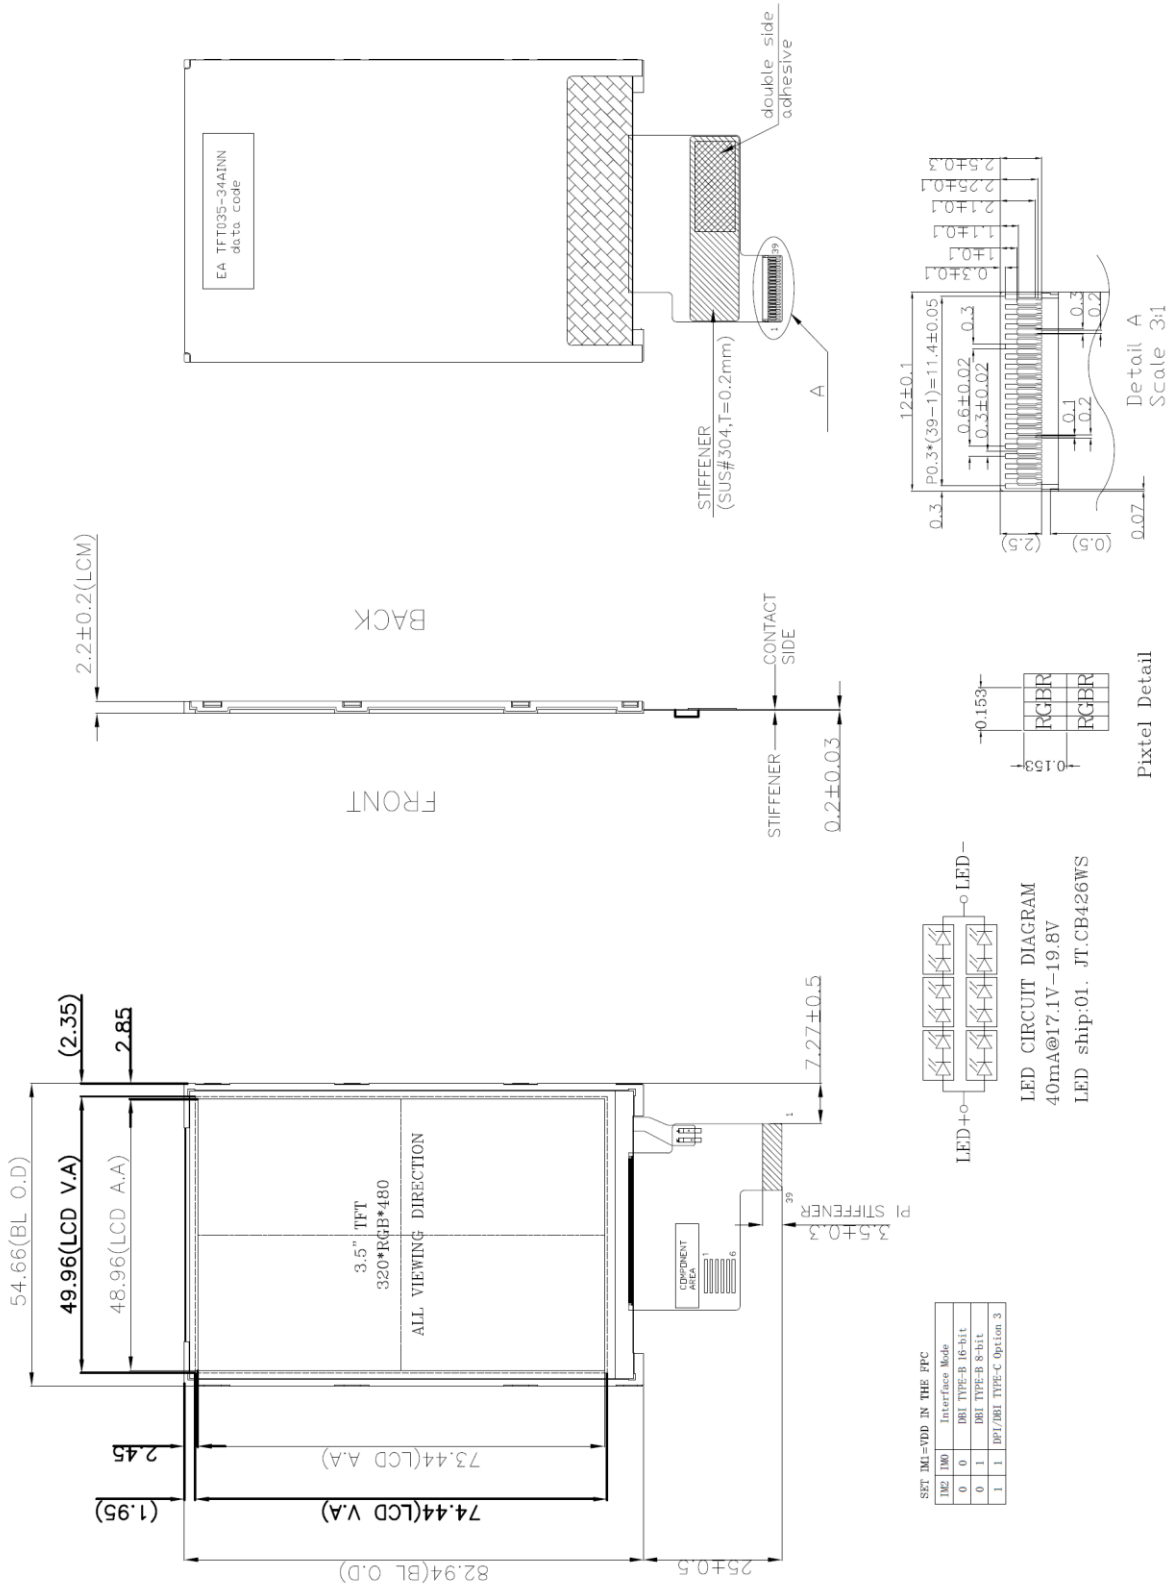 EA TFT035-34AINN
data code
double side
adhesive
STIFFENER
(SUS#304,T=0.2mm)
1
39
A
2.5±0.3
2.25±0.1
2.1±0.1
1.1±0.1
1±0.1
0.3±0.1
12±0.1
P0.3*(39-1)=11.4±0.05
0.3
0.3
0.6±0.02
0.3±0.02
0.3
0.2
0.1
0.2
(2.5)
(0.5)
0.07
Detail A
Scale 3:1
2.2±0.2(LCM)
BACK
FRONT
CONTACT
SIDE
STIFFENER
0.2±0.03
0.153
0.153
RGBR
RGBR
Pixtel Detail
54.66(BL O.D)
49.96(LCD V.A)
48.96(LCD A.A)
(2.35)
2.85
3.5" TFT
320*RGB*480
ALL VIEWING DIRECTION
2.45
(1.95)
73.44(LCD A.A)
74.44(LCD V.A)
82.94(BL O.D)
25±0.5
7.27±0.5
1
39
COMPONENT
AREA
1
6
3.5±0.3
PI STIFFENER
LED+
LED-
LED CIRCUIT DIAGRAM
40mA@17.1V-19.8V
LED ship:01. JT.CB426WS
SET IM1=VDD IN THE FPC
IM2 IM0 Interface Mode
0 0 DBI TYPE-B 16-bit
0 1 DBI TYPE-B 8-bit
1 1 DPI/DBI TYPE-C Option 3